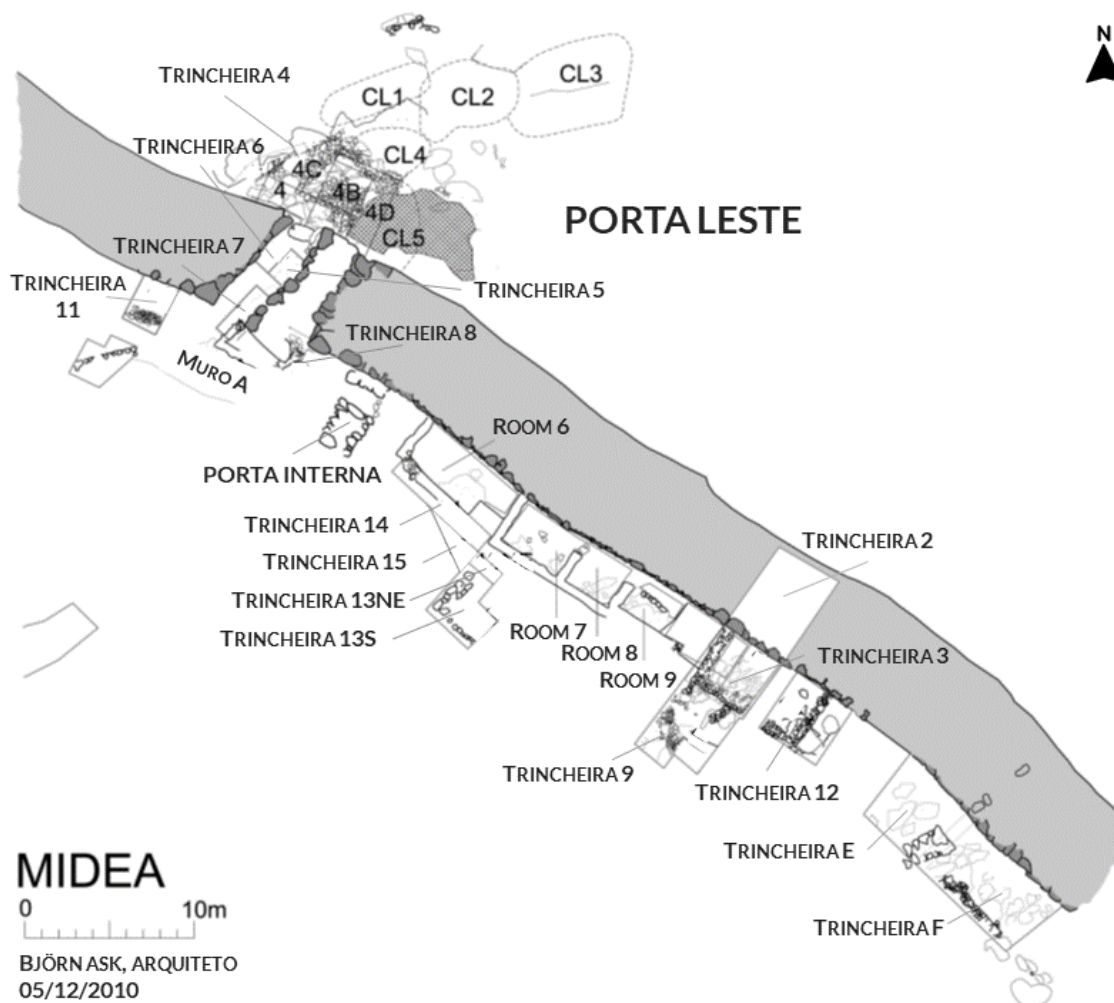 N
TRINCHEIRA 4
CL1
CL2
CL3
TRINCHEIRA 6
4C
CL4
4
4B
4D
PORTA LESTE
CL5
TRINCHEIRA 7
TRINCHEIRA
11
TRINCHEIRA 5
TRINCHEIRA 8
MURO A
ROOM 6
PORTA INTERNA
TRINCHEIRA 14
TRINCHEIRA 2
TRINCHEIRA 15
TRINCHEIRA 13NE
TRINCHEIRA 13S
ROOM 7
ROOM 8
ROOM 9
TRINCHEIRA 3
TRINCHEIRA 9
TRINCHEIRA 12
TRINCHEIRA E
TRINCHEIRA F
MIDEA
0 10m
BJÖRN ASK, ARQUITETO
05/12/2010